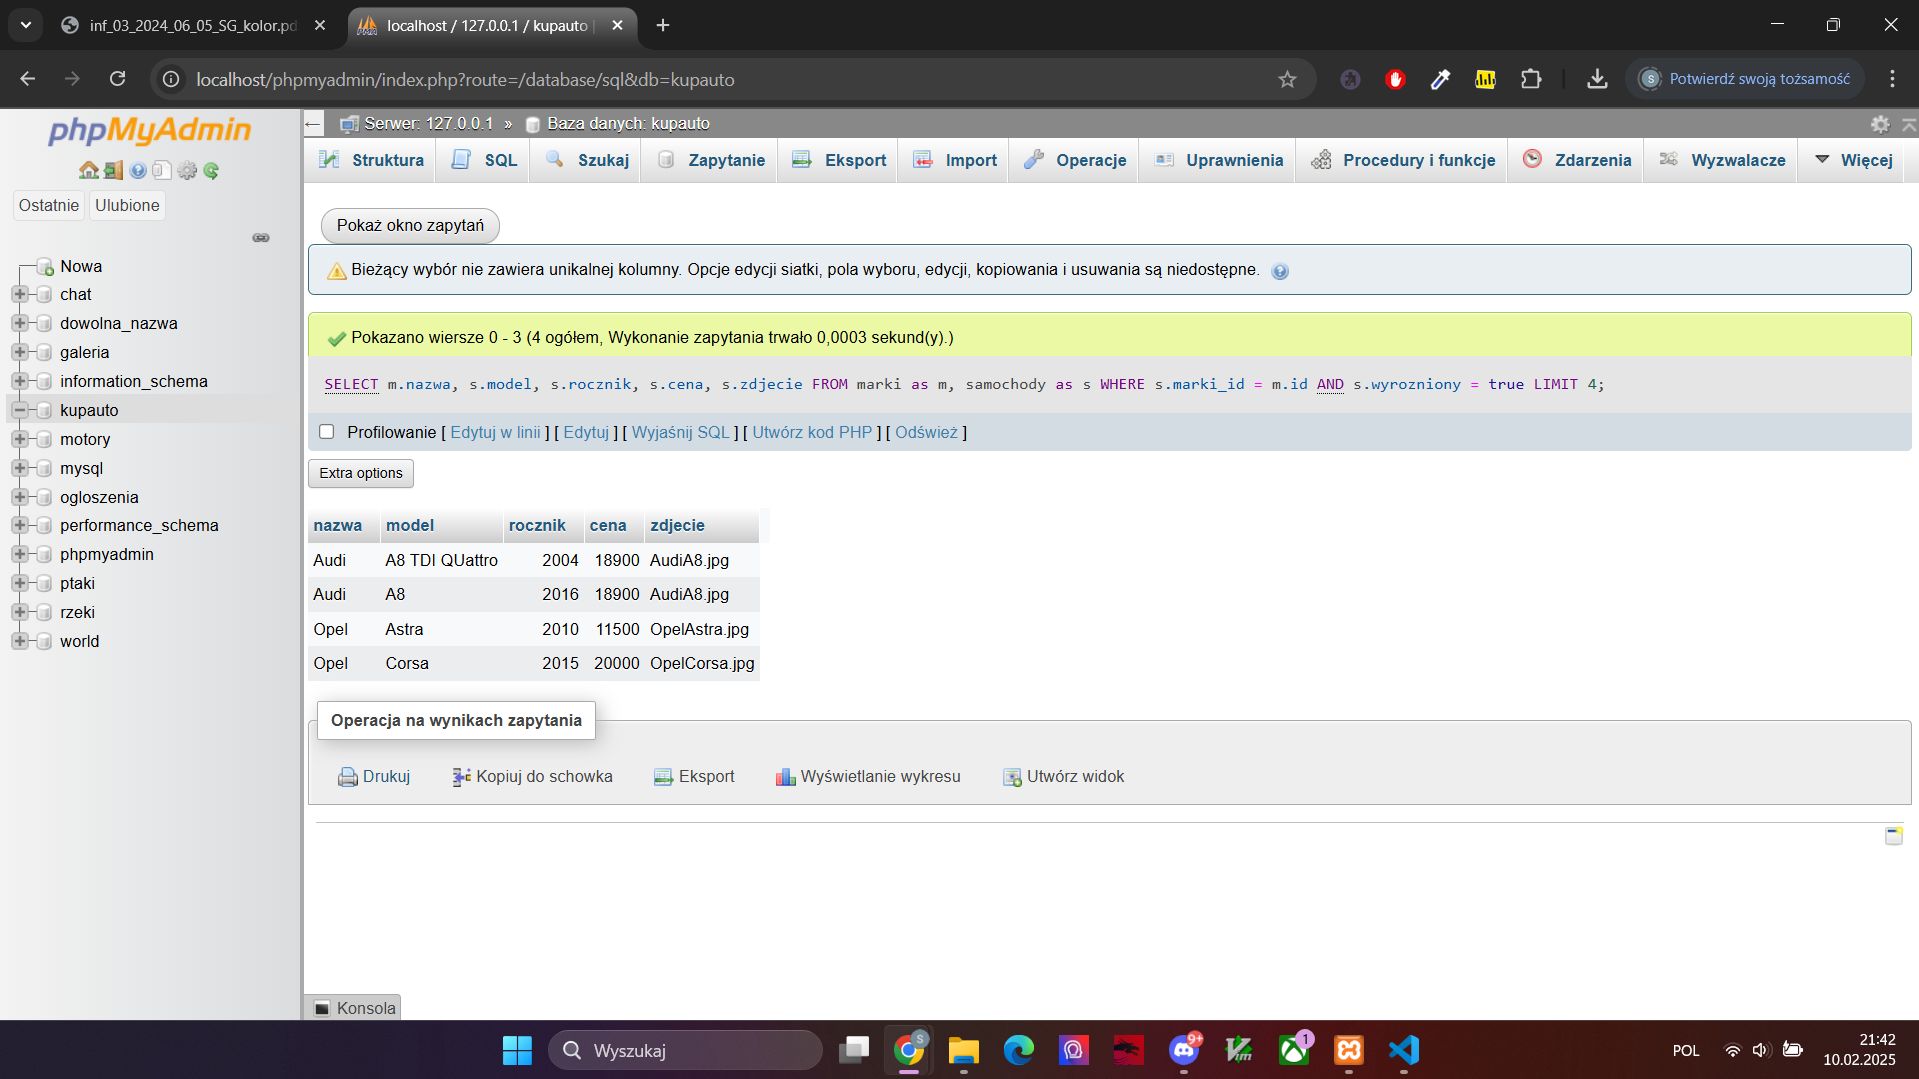 inf_03_2024_06_05_SG_kolor.pd
localhost / 127.0.0.1 / kupauto |
localhost/phpmyadmin/index.php?route=/database/sql&db=kupauto
S Potwierdź swoją tożsamość
phpMyAdmin
Ostatnie Ulubione
Nowa
chat
dowolna_nazwa
galeria
information_schema
kupauto
motory
mysql
ogloszenia
performance_schema
phpmyadmin
ptaki
rzeki
world
Serwer: 127.0.0.1 » Baza danych: kupauto
Struktura SQL Szukaj Zapytanie Eksport Import Operacje Uprawnienia Procedury i funkcje Zdarzenia Wyzwalacze Więcej
Pokaż okno zapytań
Bieżący wybór nie zawiera unikalnej kolumny. Opcje edycji siatki, pola wyboru, edycji, kopiowania i usuwania są niedostępne.
Pokazano wiersze 0 - 3 (4 ogółem, Wykonanie zapytania trwało 0,0003 sekund(y).)
SELECT m.nazwa, s.model, s.rocznik, s.cena, s.zdjecie FROM marki as m, samochody as s WHERE s.marki_id = m.id AND s.wyrozniony = true LIMIT 4;
Profilowanie [ Edytuj w linii ] [ Edytuj ] [ Wyjaśnij SQL ] [ Utwórz kod PHP ] [ Odśwież ]
Extra options
nazwa model rocznik cena zdjecie
Audi A8 TDI QUattro 2004 18900 AudiA8.jpg
Audi A8 2016 18900 AudiA8.jpg
Opel Astra 2010 11500 OpelAstra.jpg
Opel Corsa 2015 20000 OpelCorsa.jpg
Operacja na wynikach zapytania
Drukuj Kopiuj do schowka Eksport Wyświetlanie wykresu Utwórz widok
Konsola
Wyszukaj
S
9+
Vim
1
POL
21:42
10.02.2025